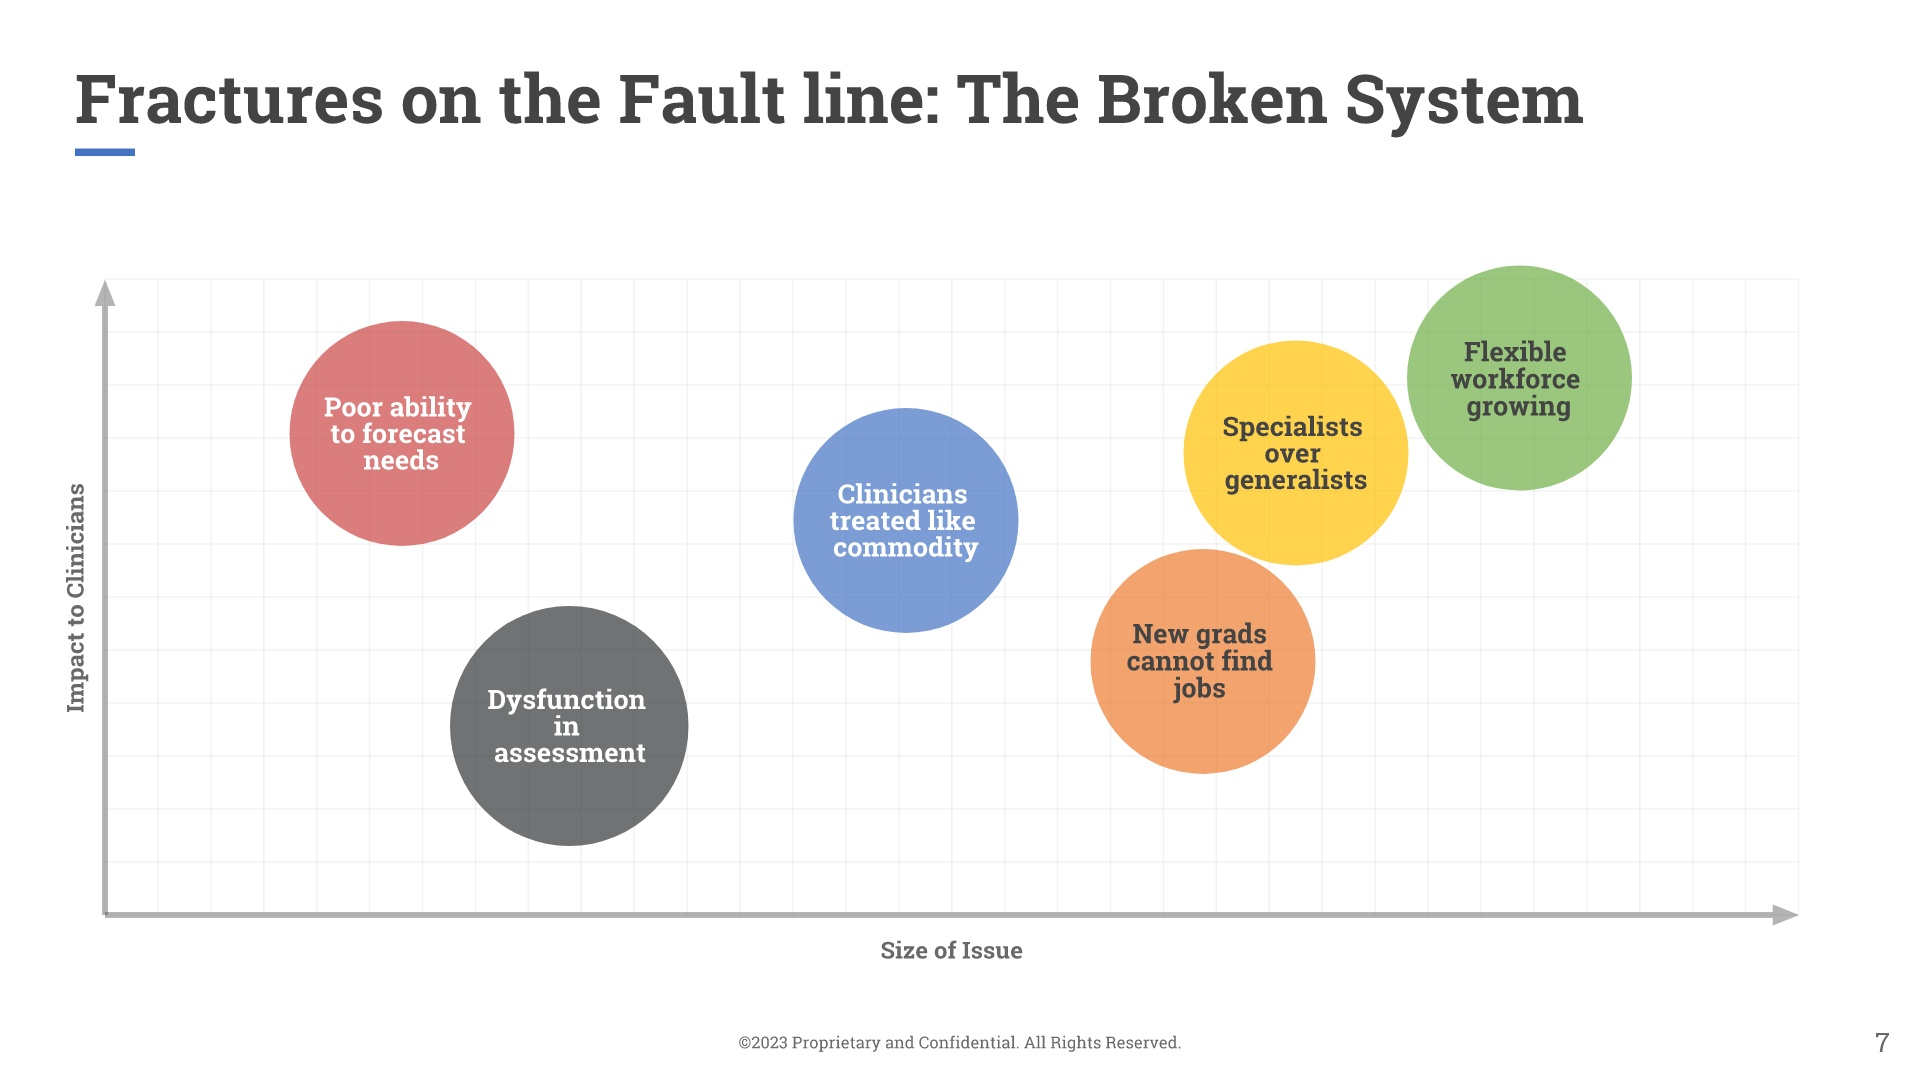 Fractures on the Fault line: The Broken System
Flexible
workforce
growing
Poor ability
to forecast
needs
Specialists
over
generalists
Clinicians
treated like
commodity
New grads
cannot find
jobs
Dysfunction
in
assessment
Impact to Clinicians
Size of Issue
©2023 Proprietary and Confidential. All Rights Reserved.
7